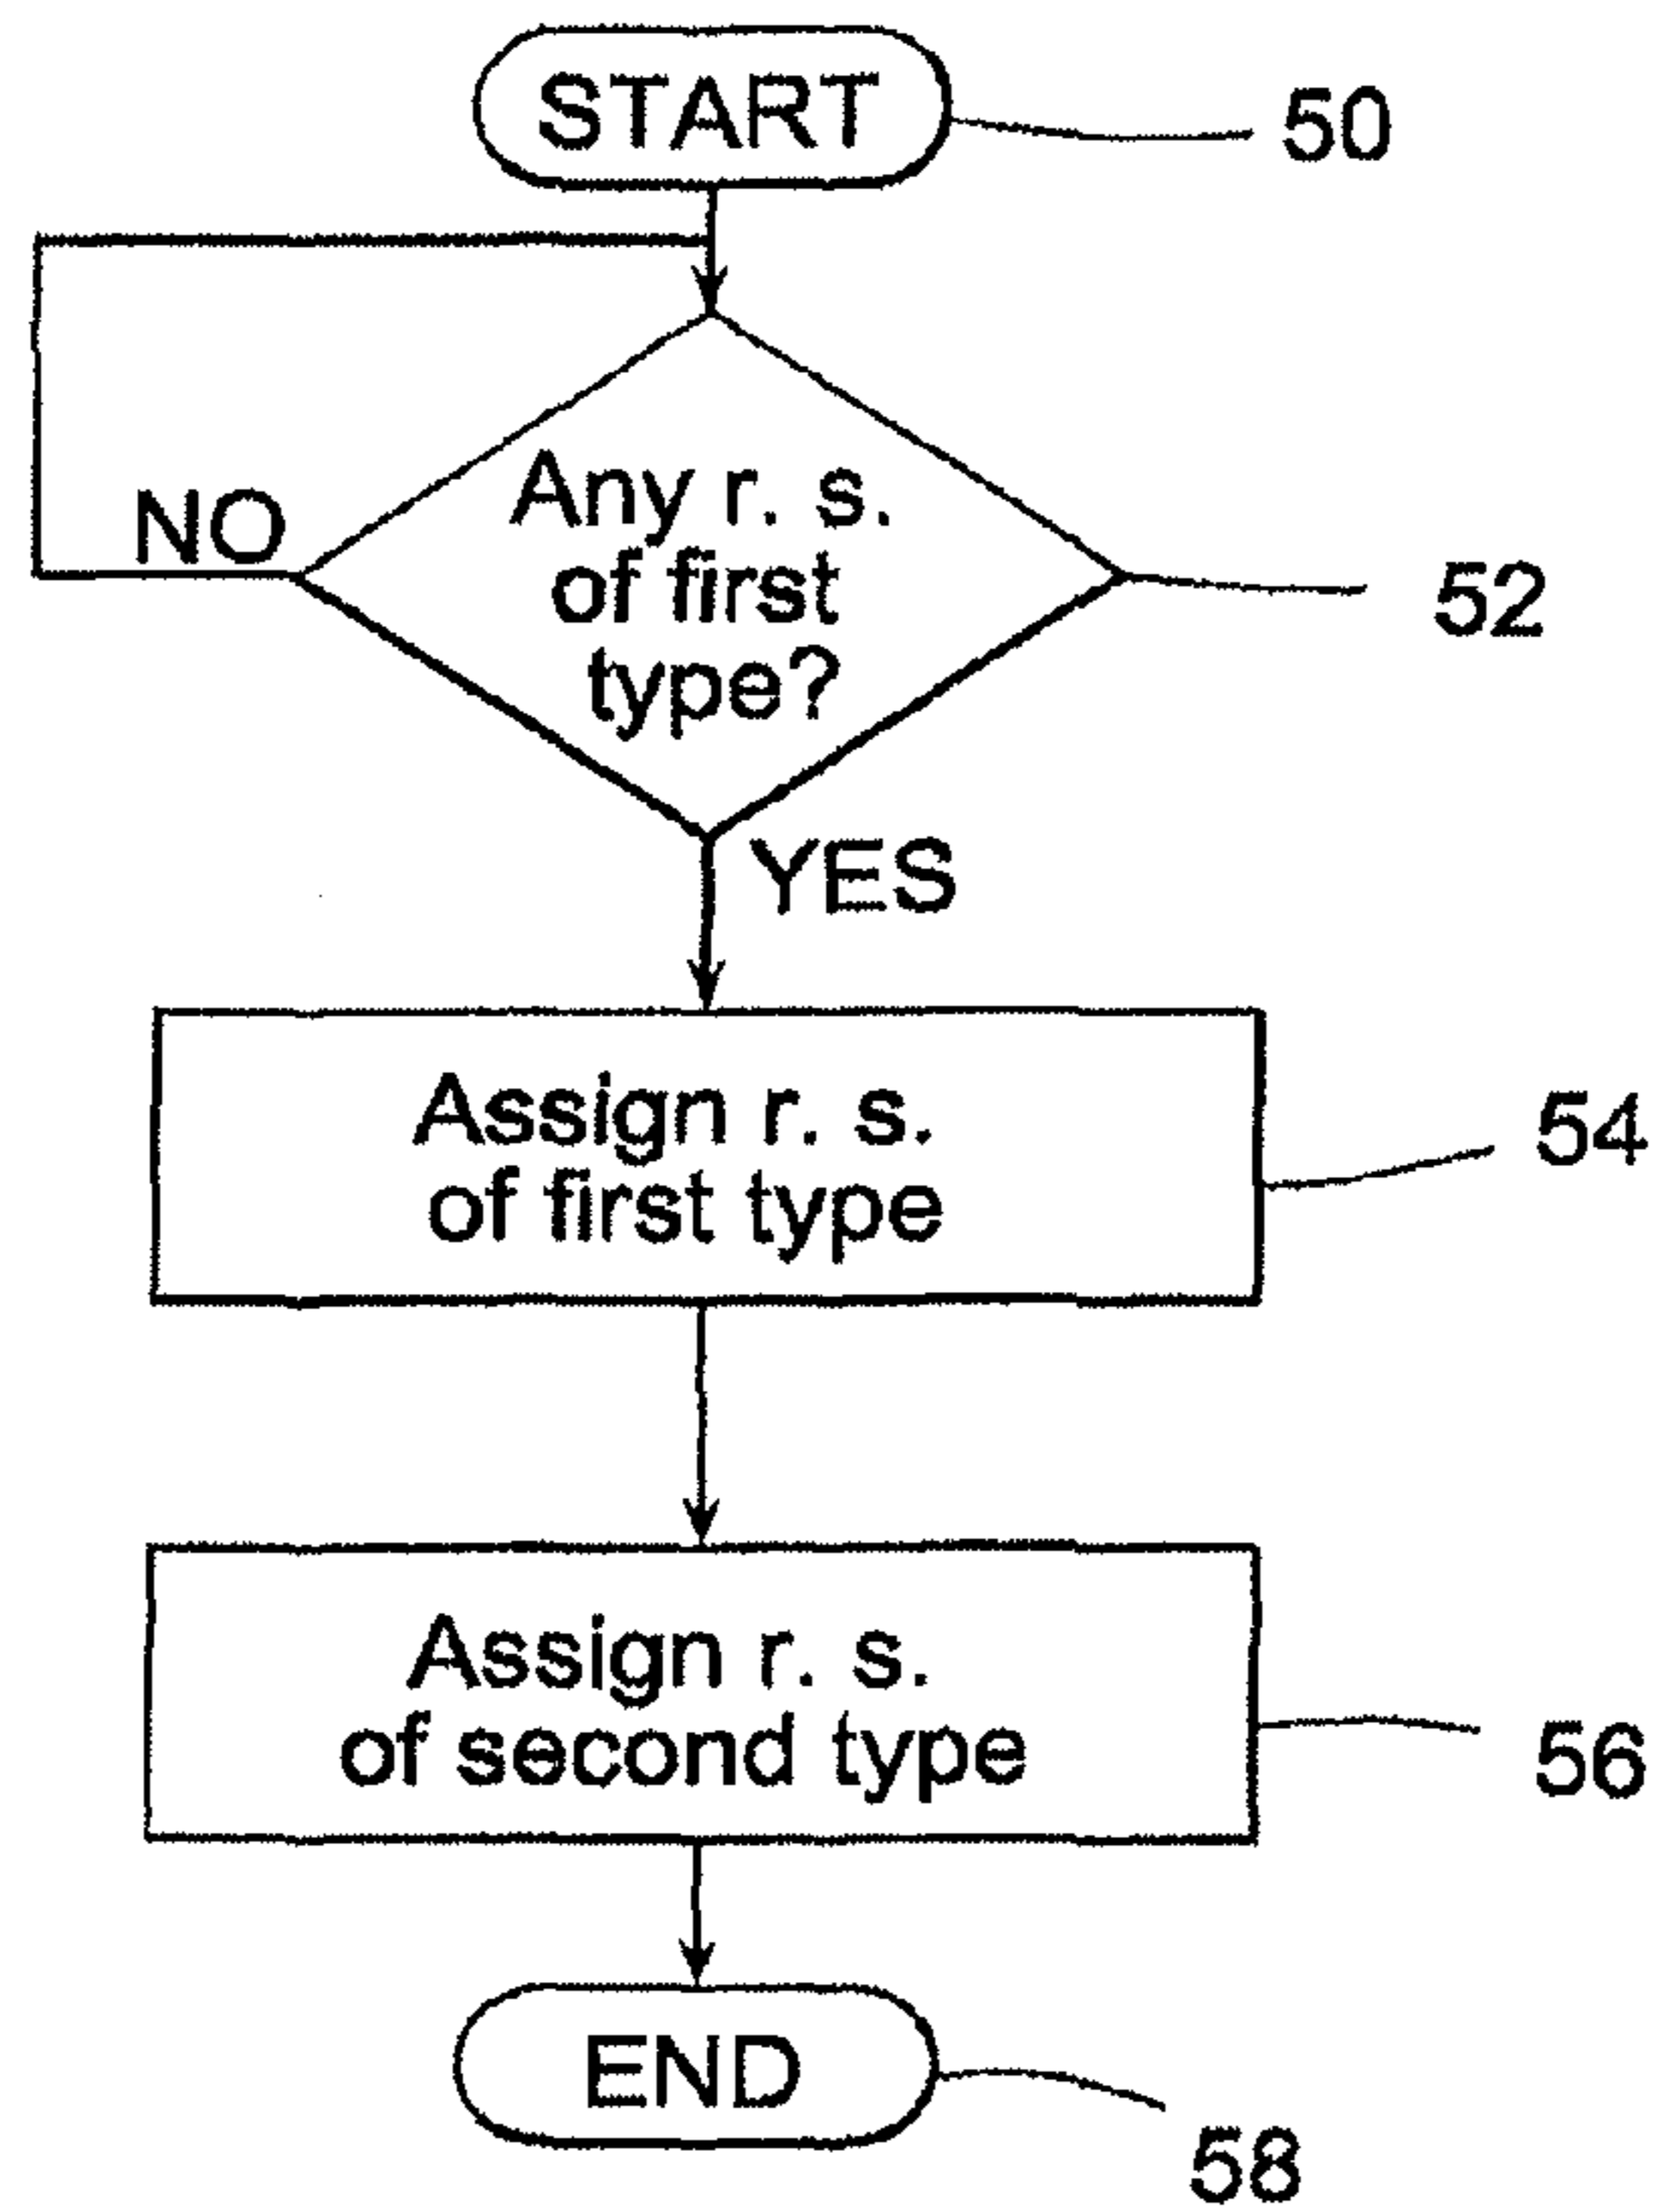 START
50
NO
Any r. s.
of first
type?
52
YES
Assign r. s.
of first type
54
Assign r. s.
of second type
56
END
58